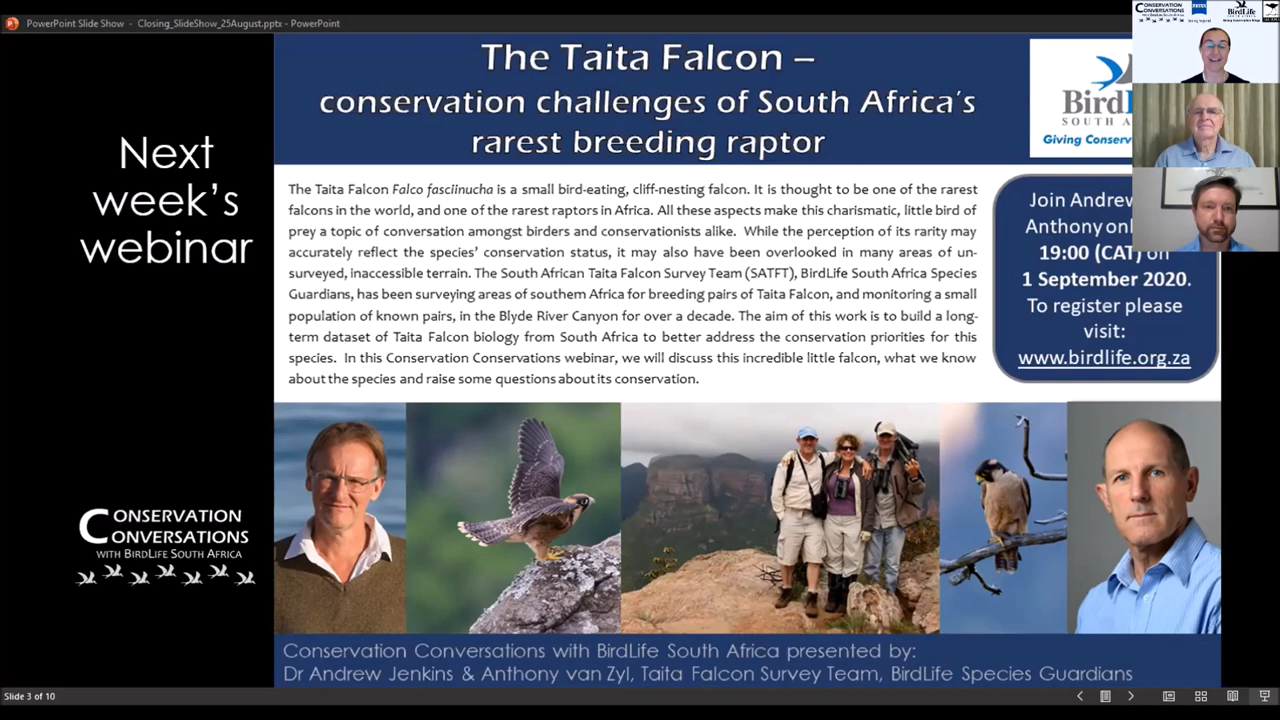 PowerPoint Slide Show - Closing_SlideShow_25August.pptx - PowerPoint
CONSERVATION
CONVERSATIONS
BirdLife
The Taita Falcon –
conservation challenges of South Africa's
rarest breeding raptor
Next
week's
webinar
SOUTH A
Giving Conserv
The Taita Falcon Falco fasciinucha is a small bird-eating, cliff-nesting falcon. It is thought to be one of the rarest
falcons in the world, and one of the rarest raptors in Africa. All these aspects make this charismatic, little bird of
prey a topic of conversation amongst birders and conservationists alike. While the perception of its rarity may
accurately reflect the species' conservation status, it may also have been overlooked in many areas of un-
surveyed, inaccessible terrain. The South African Taita Falcon Survey Team (SATFT), BirdLife South Africa Species
Guardians, has been surveying areas of southern Africa for breeding pairs of Taita Falcon, and monitoring a small
population of known pairs, in the Blyde River Canyon for over a decade. The aim of this work is to build a long-
term dataset of Taita Falcon biology from South Africa to better address the conservation priorities for this
species. In this Conservation Conservations webinar, we will discuss this incredible little falcon, what we know
about the species and raise some questions about its conservation.
Join Andrew
Anthony on
19:00 (CAT) on
1 September 2020.
To register please
visit:
www.birdlife.org.za
CONSERVATION
CONVERSATIONS
WITH BIRDLIFE SOUTH AFRICA
Conservation Conversations with BirdLife South Africa presented by:
Dr Andrew Jenkins & Anthony van Zyl, Taita Falcon Survey Team, BirdLife Species Guardians
Slide 3 of 10